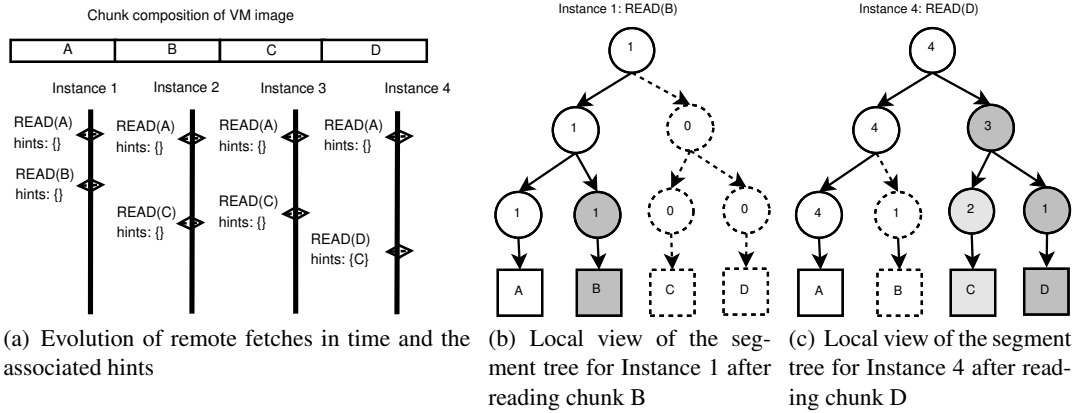 Chunk composition of VM image
A B C D
Instance 1 Instance 2 Instance 3 Instance 4
READ(A) READ(A) READ(A) READ(A)
hints: {} hints: {} hints: {} hints: {}
READ(B)
hints: {}
READ(C) READ(C)
hints: {} hints: {}
READ(D)
hints: {C}
(a) Evolution of remote fetches in time and the
associated hints
Instance 1: READ(B)
1
1 0
1 1 0 0
A B C D
(b) Local view of the seg-
ment tree for Instance 1 after
reading chunk B
Instance 4: READ(D)
4
4 3
4 1 2 1
A B C D
(c) Local view of the segment
tree for Instance 4 after read-
ing chunk D